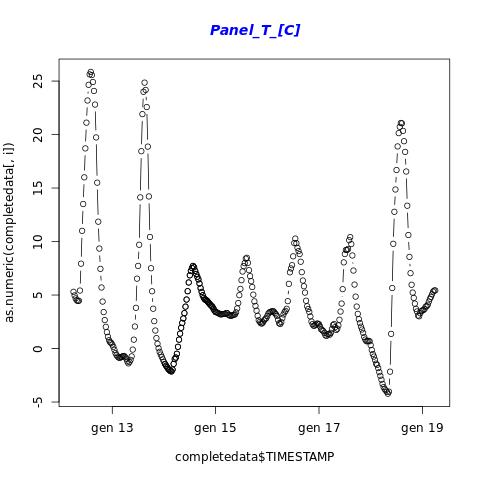 Panel_T_[C]
as.numeric(completedata[, i])
25
20
15
10
5
0
-5
gen 13
gen 15
gen 17
gen 19
completedata$TIMESTAMP